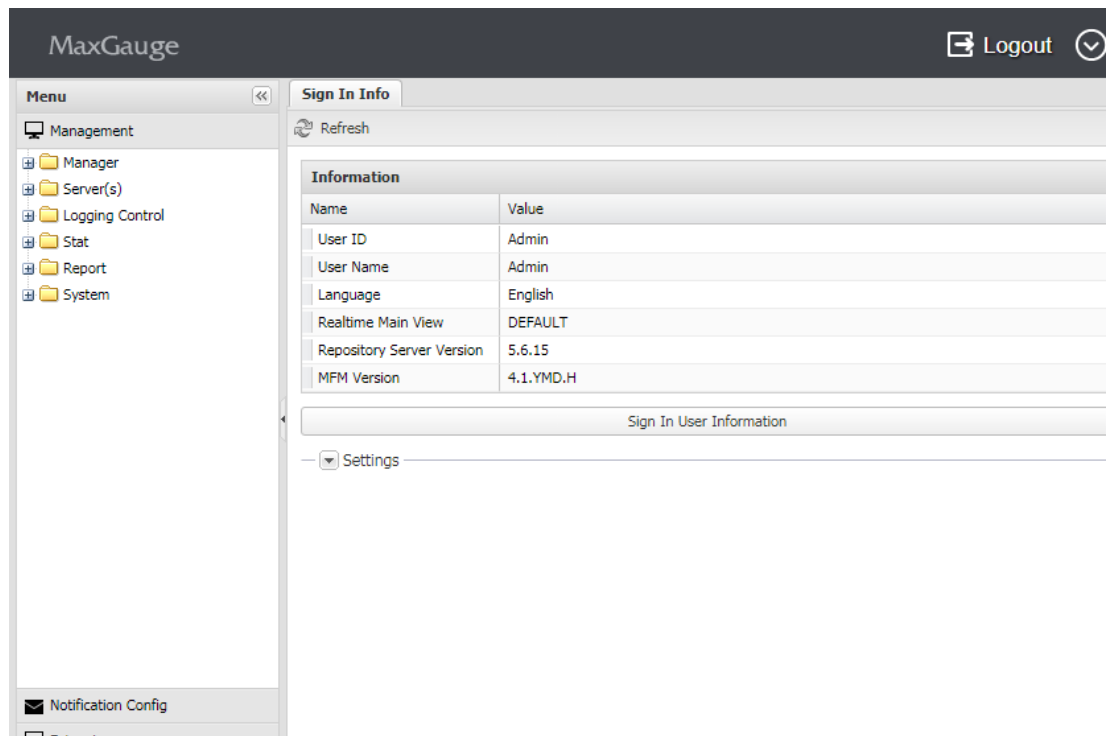 MaxGauge
Logout
Menu
Management
Manager
Server(s)
Logging Control
Stat
Report
System
Notification Config
Sign In Info
Refresh
Information
Name Value
User ID Admin
User Name Admin
Language English
Realtime Main View DEFAULT
Repository Server Version 5.6.15
MFM Version 4.1.YMD.H
Sign In User Information
Settings